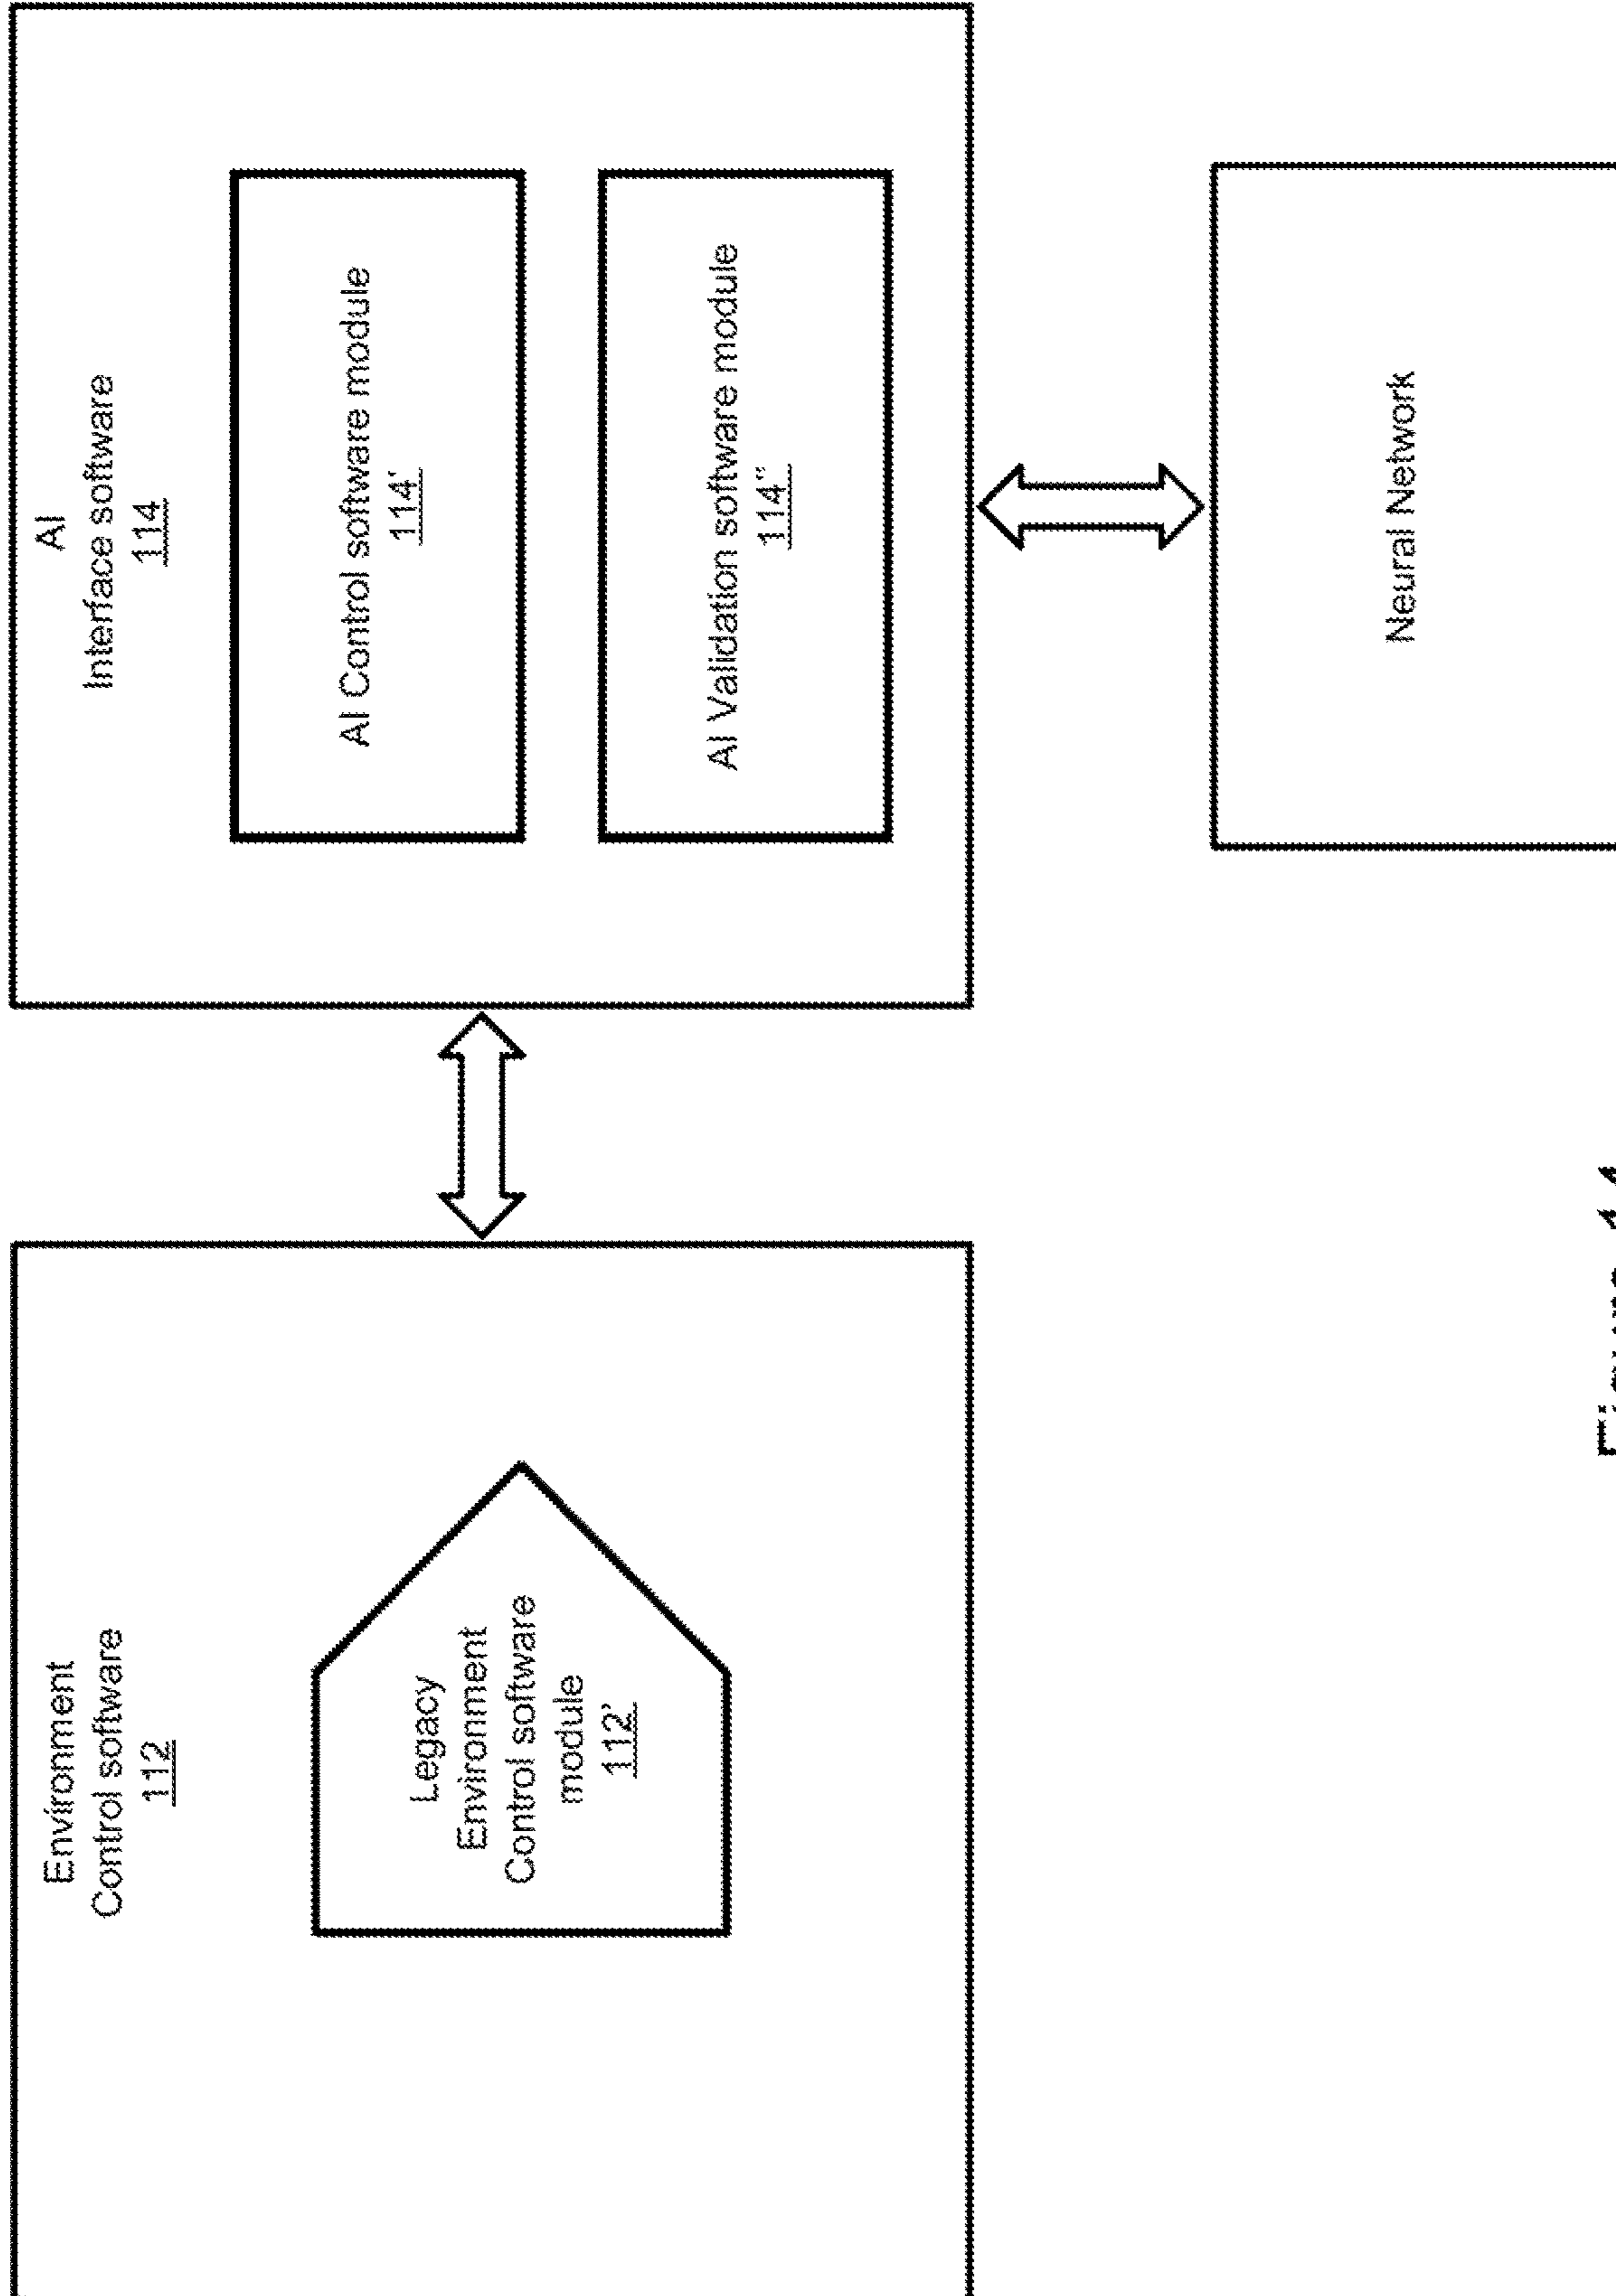 Environment
Control software
112
Legacy
Environment
Control software
module
112'
AI
Interface software
114
AI Control software module
114'
AI Validation software module
114"
Neural Network